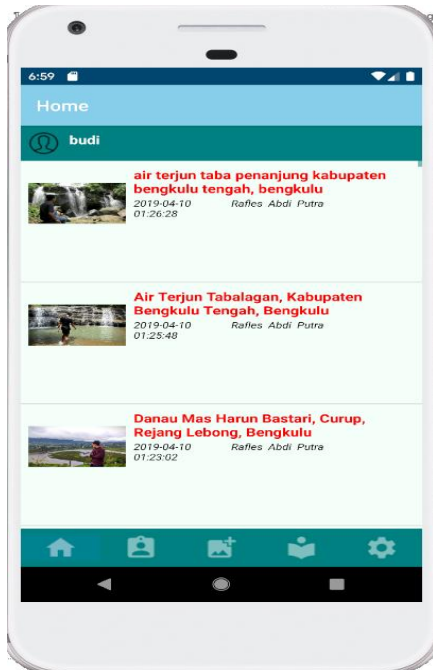 6:59
Home
budi
air terjun taba penanjung kabupaten
bengkulu tengah, bengkulu
2019-04-10 Rafles Abdi Putra
01:26:28
Air Terjun Tabalagan, Kabupaten
Bengkulu Tengah, Bengkulu
2019-04-10 Rafles Abdi Putra
01:25:48
Danau Mas Harun Bastari, Curup,
Rejang Lebong, Bengkulu
2019-04-10 Rafles Abdi Putra
01:23:02